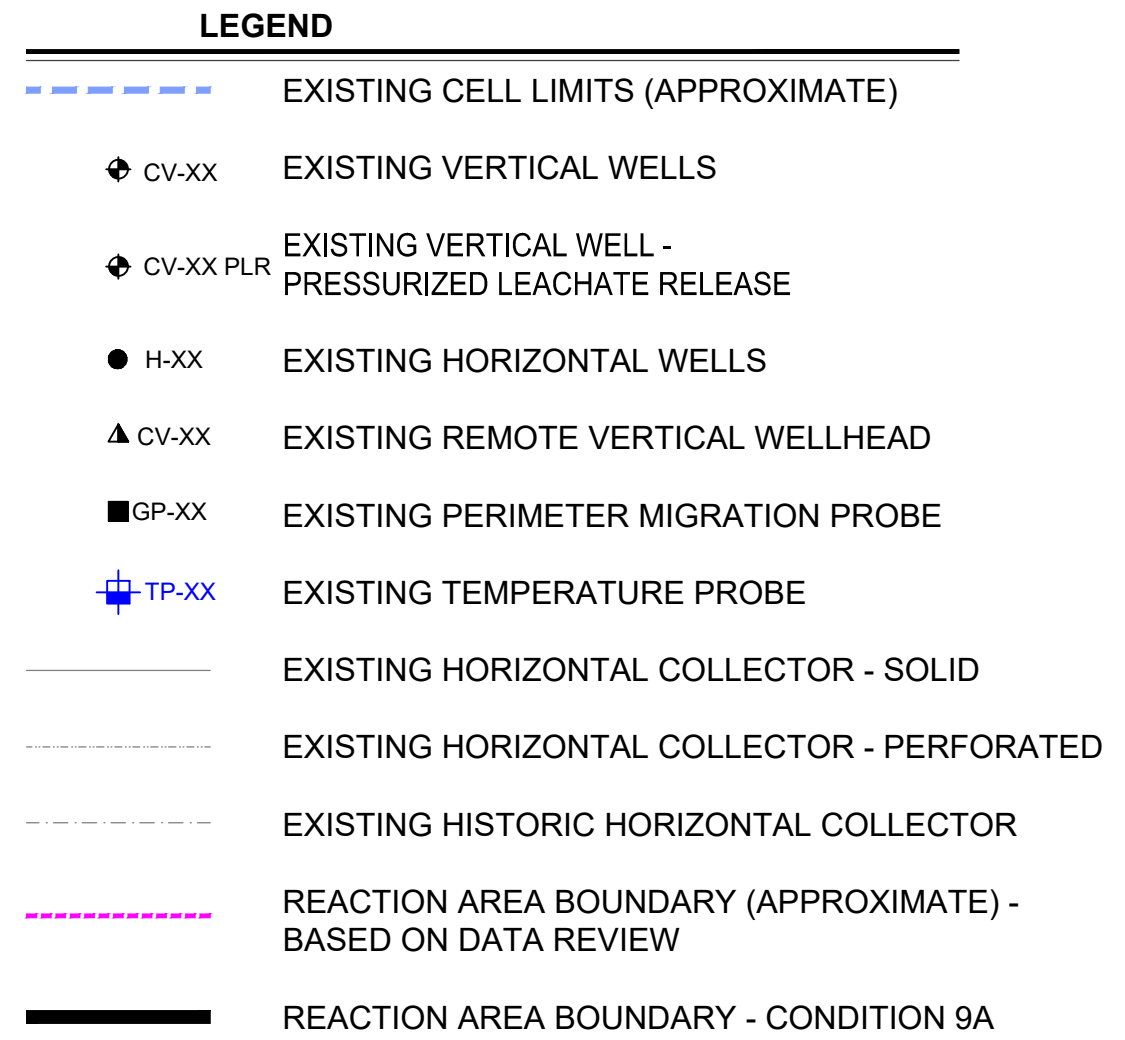 LEGEND
EXISTING CELL LIMITS (APPROXIMATE)
CV-XX EXISTING VERTICAL WELLS
CV-XX PLR EXISTING VERTICAL WELL -
PRESSURIZED LEACHATE RELEASE
H-XX EXISTING HORIZONTAL WELLS
CV-XX EXISTING REMOTE VERTICAL WELLHEAD
GP-XX EXISTING PERIMETER MIGRATION PROBE
TP-XX EXISTING TEMPERATURE PROBE
EXISTING HORIZONTAL COLLECTOR - SOLID
EXISTING HORIZONTAL COLLECTOR - PERFORATED
EXISTING HISTORIC HORIZONTAL COLLECTOR
REACTION AREA BOUNDARY (APPROXIMATE) -
BASED ON DATA REVIEW
REACTION AREA BOUNDARY - CONDITION 9A